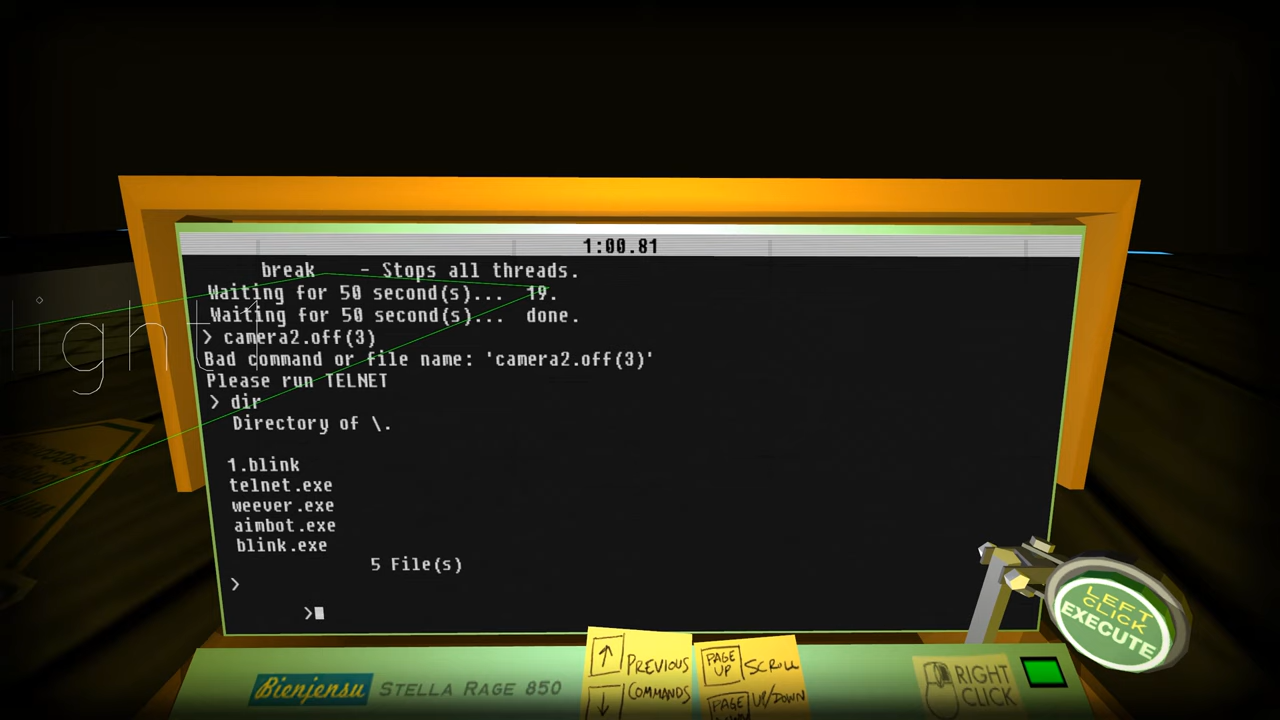 1:00.81
break - Stops all threads.
Waiting for 50 second(s)... 19.
Waiting for 50 second(s)... done.
> camera2.off(3)
Bad command or file name: 'camera2.off(3)'
Please run TELNET
> dir
Directory of \.
1.blink
telnet.exe
weever.exe
aimbot.exe
blink.exe
5 File(s)
>
>
light1
LEFT
CLICK
EXECUTE
Bienjensu STELLA RAGE 850
↑ PREVIOUS
↓ COMMANDS
PAGE UP SCROLL
PAGE UP/DOWN
RIGHT
CLICK